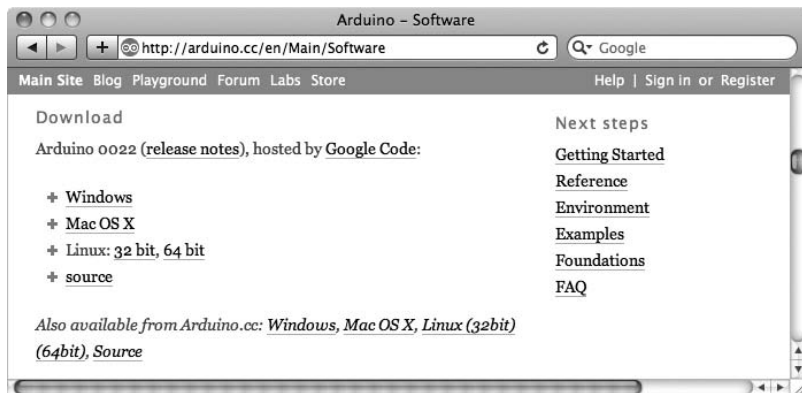 Arduino – Software
http://arduino.cc/en/Main/Software
Google
Main Site Blog Playground Forum Labs Store
Help | Sign in or Register
Download
Arduino 0022 (release notes), hosted by Google Code:
Windows
Mac OS X
Linux: 32 bit, 64 bit
source
Also available from Arduino.cc: Windows, Mac OS X, Linux (32bit)
(64bit), Source
Next steps
Getting Started
Reference
Environment
Examples
Foundations
FAQ